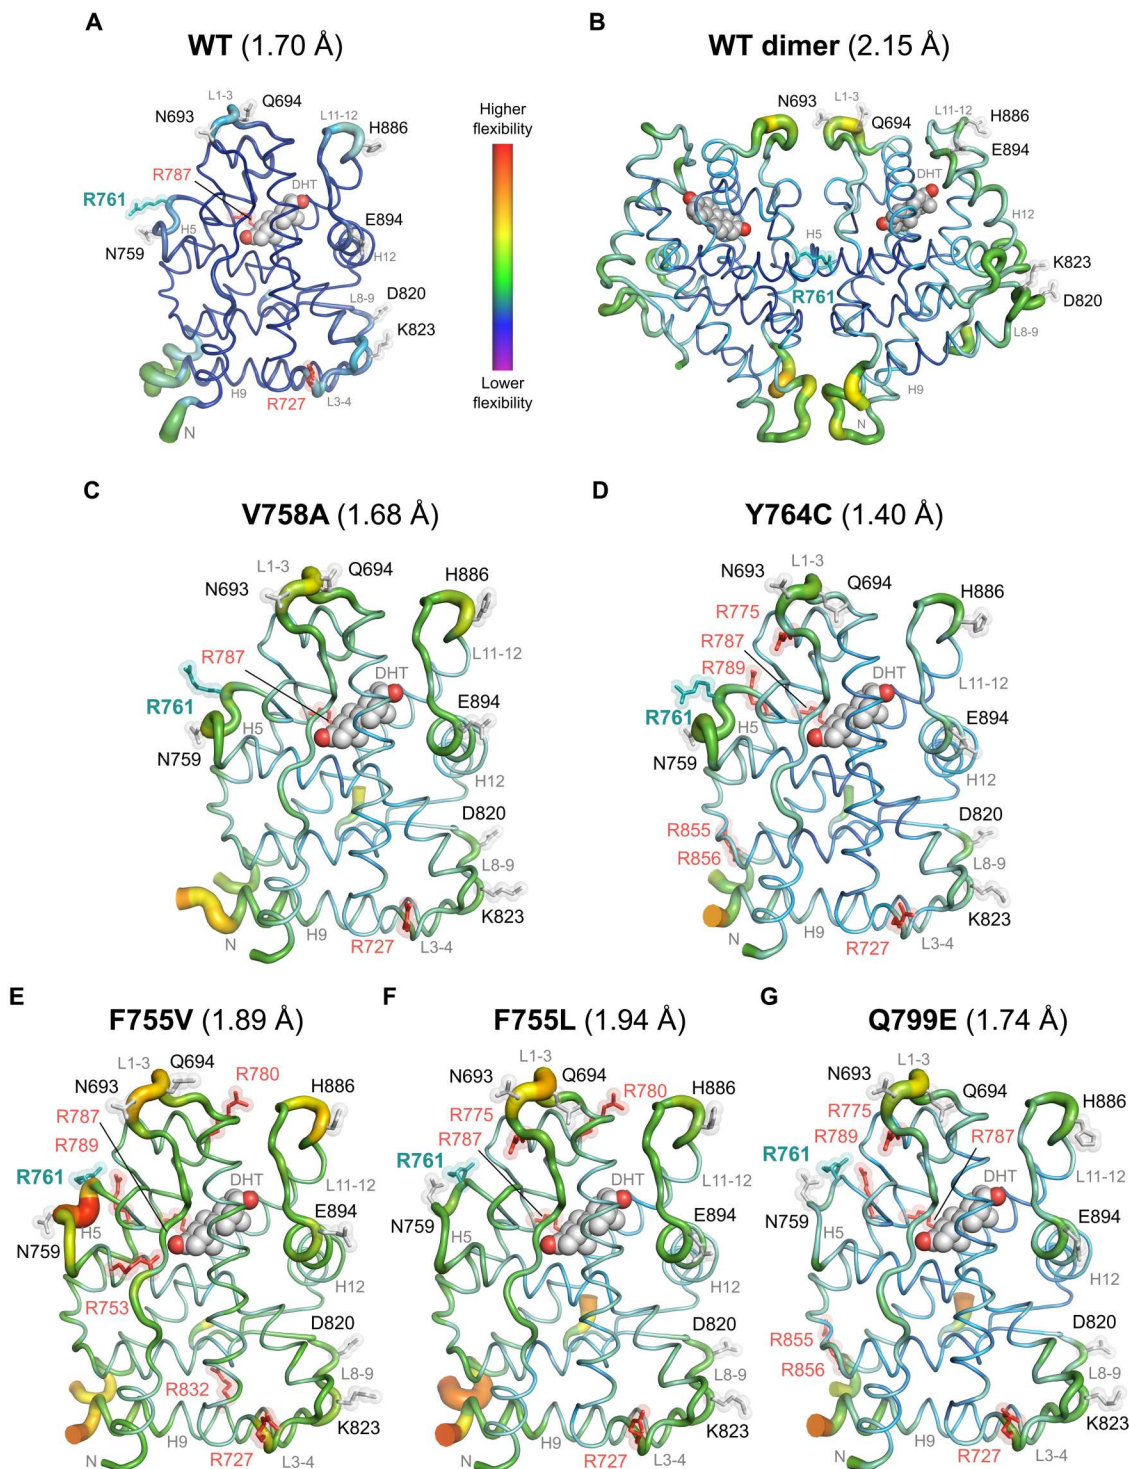 A
WT (1.70 Å)
L1-3
Q694
N693
L11-12
H886
R787
DHT
R761
E894
N759
H5
H12
L8-9
D820
K823
H9
R727
L3-4
N
Higher
flexibility
Lower
flexibility
B
WT dimer (2.15 Å)
N693
L1-3
Q694
L11-12
H886
E894
DHT
H12
H5
R761
K823
D820
L8-9
H9
N
C
V758A (1.68 Å)
L1-3
Q694
N693
H886
R787
L11-12
DHT
R761
E894
H5
N759
H12
D820
L8-9
K823
N
H9
R727
L3-4
D
Y764C (1.40 Å)
L1-3
N693
Q694
H886
R775
R787
R789
DHT
L11-12
R761
E894
H5
N759
H12
D820
R855
R856
L8-9
K823
N
H9
R727
L3-4
E
F755V (1.89 Å)
L1-3
Q694
N693
R780
H886
R787
R789
R761
DHT
L11-12
E894
H5
N759
H12
R753
D820
L8-9
R832
K823
N
H9
R727
L3-4
F
F755L (1.94 Å)
L1-3
N693
Q694
R780
H886
R775
R787
R761
DHT
L11-12
E894
H5
N759
H12
D820
L8-9
K823
N
H9
R727
L3-4
G
Q799E (1.74 Å)
L1-3
N693
Q694
H886
R775
R789
R787
R761
DHT
L11-12
N759
H5
E894
H12
D820
R855
R856
L8-9
K823
N
H9
R727
L3-4